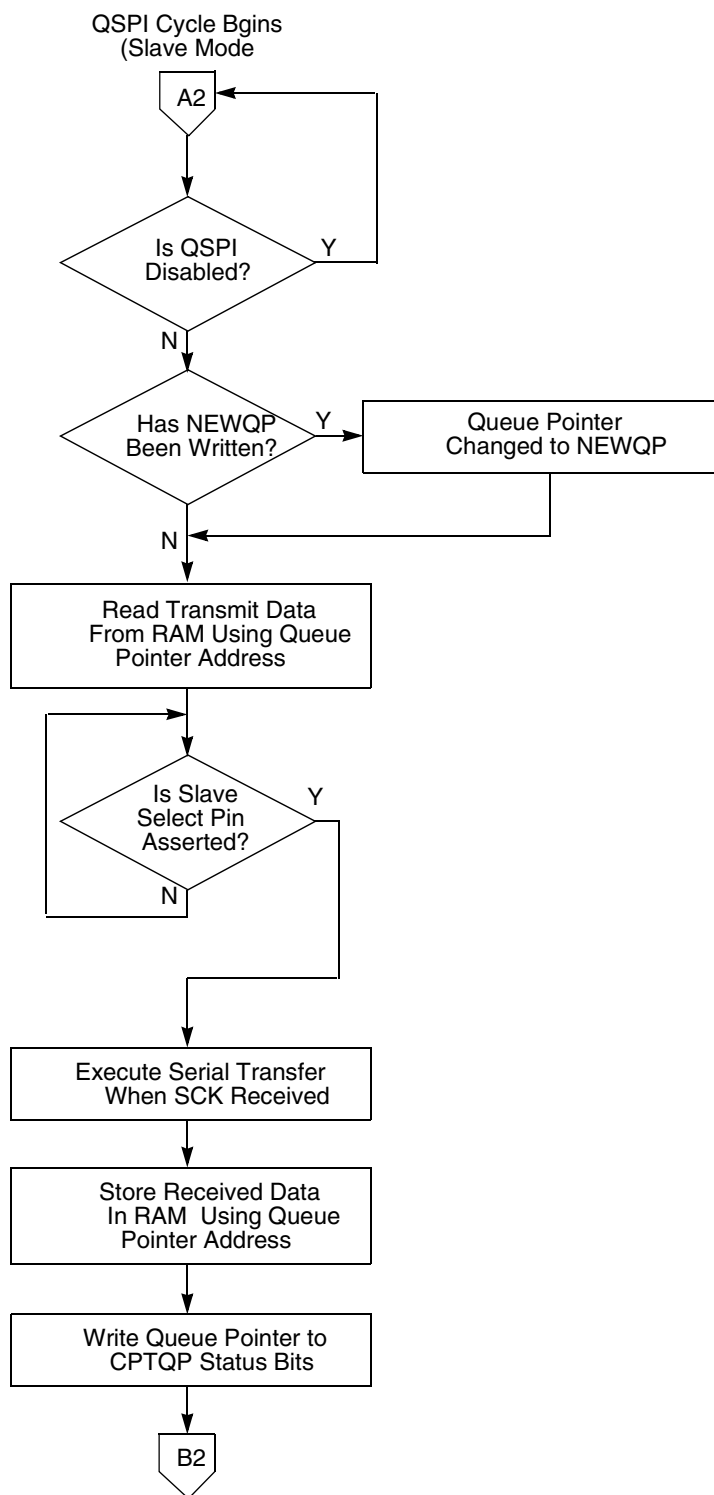 QSPI Cycle Bgins
(Slave Mode
A2
Is QSPI
Disabled?
Y
N
Has NEWQP
Been Written?
Y
Queue Pointer
Changed to NEWQP
N
Read Transmit Data
From RAM Using Queue
Pointer Address
Is Slave
Select Pin
Asserted?
Y
N
Execute Serial Transfer
When SCK Received
Store Received Data
In RAM Using Queue
Pointer Address
Write Queue Pointer to
CPTQP Status Bits
B2